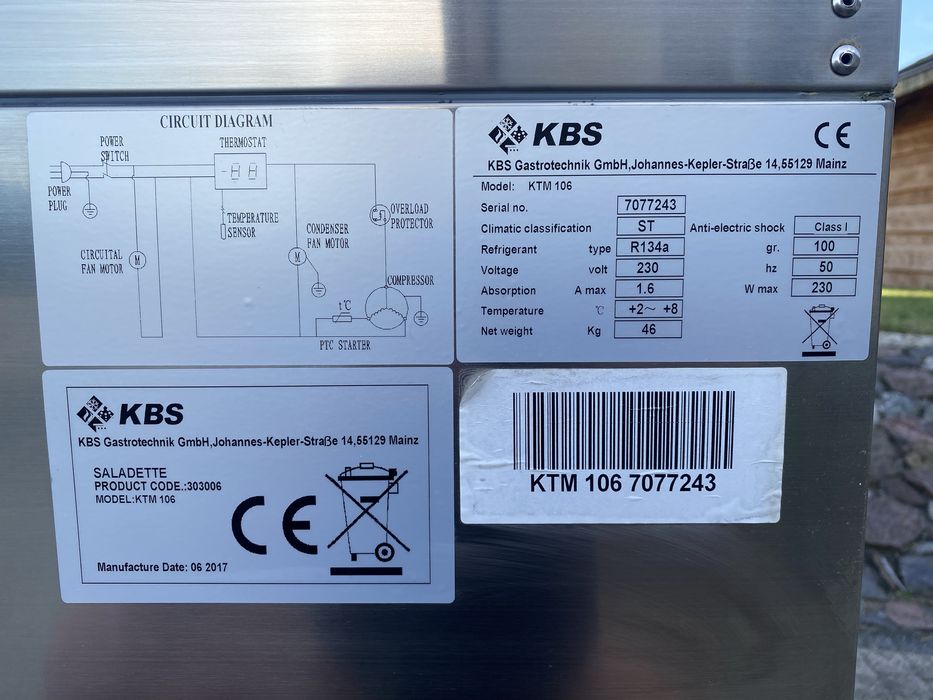 CIRCUIT DIAGRAM
POWER
SWITCH
THERMOSTAT
-88
POWER
PLUG
TEMPERATURE
SENSOR
OVERLOAD
PROTECTOR
CONDENSER
FAN MOTOR
CIRCUITAL
FAN MOTOR
M
M
COMPRESSOR
t℃
PTC STARTER
KBS
CE
KBS Gastrotechnik GmbH,Johannes-Kepler-Straße 14,55129 Mainz
Model: KTM 106
Serial no. 7077243
Climatic classification ST Anti-electric shock Class I
Refrigerant type R134a gr. 100
Voltage volt 230 hz 50
Absorption A max 1.6 W max 230
Temperature ℃ +2～ +8
Net weight Kg 46
KBS
KBS Gastrotechnik GmbH,Johannes-Kepler-Straße 14,55129 Mainz
SALADETTE
PRODUCT CODE.:303006
MODEL:KTM 106
CE
Manufacture Date: 06 2017
KTM 106 7077243